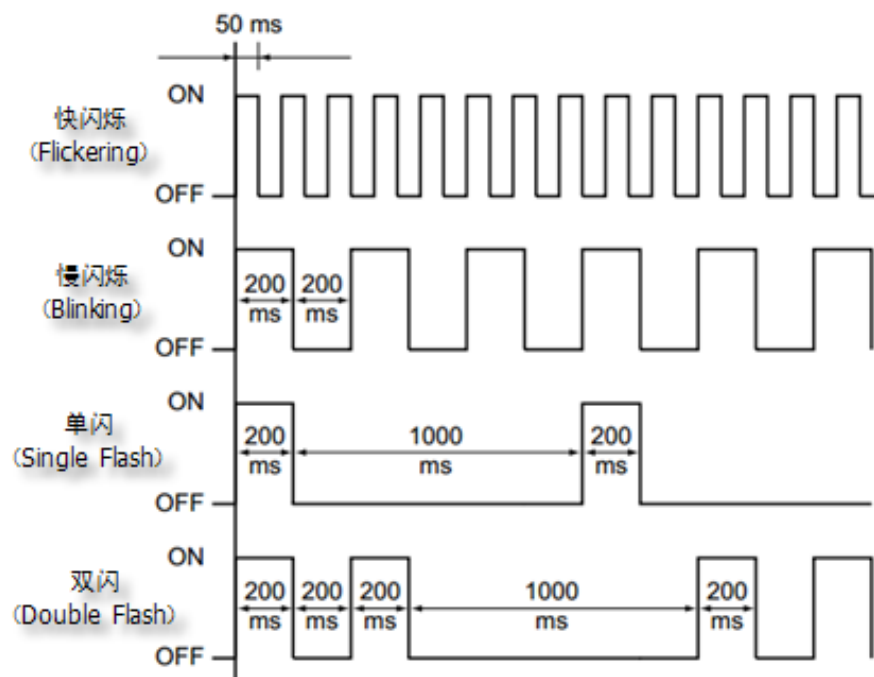 50 ms
快闪烁
(Flickering)
ON
OFF
慢闪烁
(Blinking)
ON
200
ms
200
ms
OFF
单闪
(Single Flash)
ON
200
ms
1000
ms
200
ms
OFF
双闪
(Double Flash)
ON
200
ms
200
ms
200
ms
1000
ms
200
ms
OFF